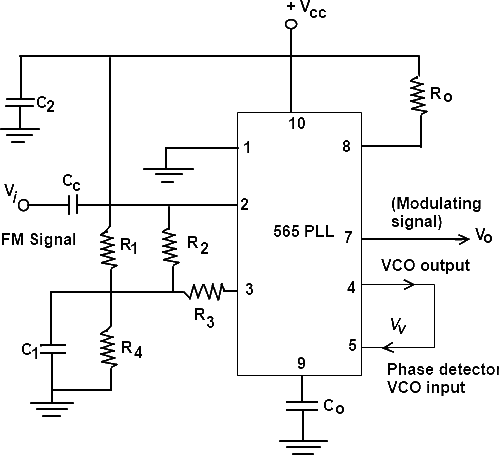 + Vcc
C2
Ro
10
1
8
Vi
Cc
2
(Modulating
signal)
FM Signal
R1
R2
565 PLL
7
Vo
VCO output
3
4
R3
C1
R4
Vv
5
9
Phase detector
VCO input
Co